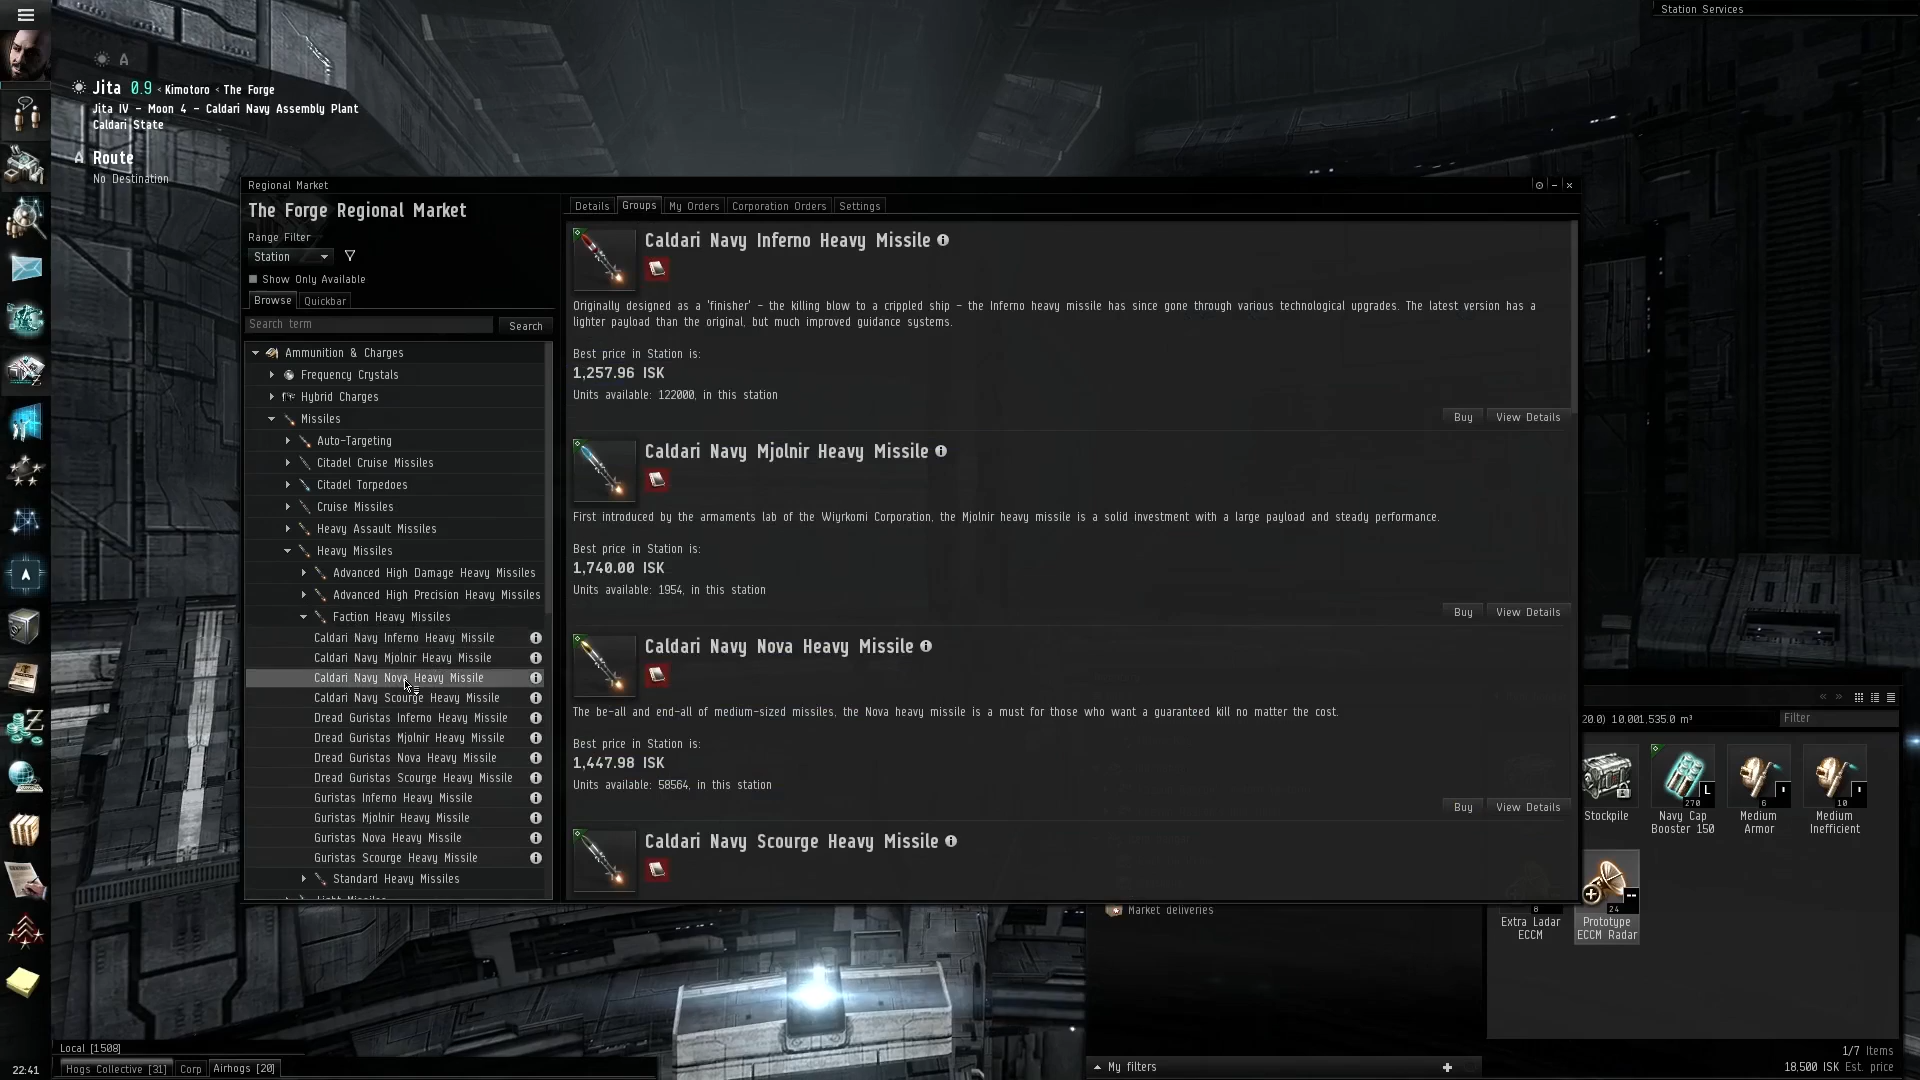 Station Services
A
Jita 0.9 < Kimotoro < The Forge
Jita IV - Moon 4 - Caldari Navy Assembly Plant
Caldari State
A Route
No Destination
Regional Market
The Forge Regional Market
Range Filter
Station
Show Only Available
Browse Quickbar
Search term Search
Ammunition & Charges
Frequency Crystals
Hybrid Charges
Missiles
Auto-Targeting
Citadel Cruise Missiles
Citadel Torpedoes
Cruise Missiles
Heavy Assault Missiles
Heavy Missiles
Advanced High Damage Heavy Missiles
Advanced High Precision Heavy Missiles
Faction Heavy Missiles
Caldari Navy Inferno Heavy Missile
Caldari Navy Mjolnir Heavy Missile
Caldari Navy Nova Heavy Missile
Caldari Navy Scourge Heavy Missile
Dread Guristas Inferno Heavy Missile
Dread Guristas Mjolnir Heavy Missile
Dread Guristas Nova Heavy Missile
Dread Guristas Scourge Heavy Missile
Guristas Inferno Heavy Missile
Guristas Mjolnir Heavy Missile
Guristas Nova Heavy Missile
Guristas Scourge Heavy Missile
Standard Heavy Missiles
Details Groups My Orders Corporation Orders Settings
Caldari Navy Inferno Heavy Missile
Originally designed as a 'finisher' - the killing blow to a crippled ship - the Inferno heavy missile has since gone through various technological upgrades. The latest version has a
lighter payload than the original, but much improved guidance systems.
Best price in Station is:
1,257.96 ISK
Units available: 122000, in this station
Buy View Details
Caldari Navy Mjolnir Heavy Missile
First introduced by the armaments lab of the Wiyrkomi Corporation, the Mjolnir heavy missile is a solid investment with a large payload and steady performance.
Best price in Station is:
1,740.00 ISK
Units available: 1954, in this station
Buy View Details
Caldari Navy Nova Heavy Missile
The be-all and end-all of medium-sized missiles, the Nova heavy missile is a must for those who want a guaranteed kill no matter the cost.
Best price in Station is:
1,447.98 ISK
Units available: 58564, in this station
Buy View Details
Caldari Navy Scourge Heavy Missile
20.0) 10.001.535.0 m³
Filter
Stockpile
L
270
Navy Cap
Booster 150
6
Medium
Armor
10
Medium
Inefficient
8
Extra Ladar
ECCM
24
Prototype
ECCM Radar
Market deliveries
My filters
1/7 Items
18,500 ISK Est. price
Local [1508]
Hogs Collective [31] Corp Airhogs [20]
22:41